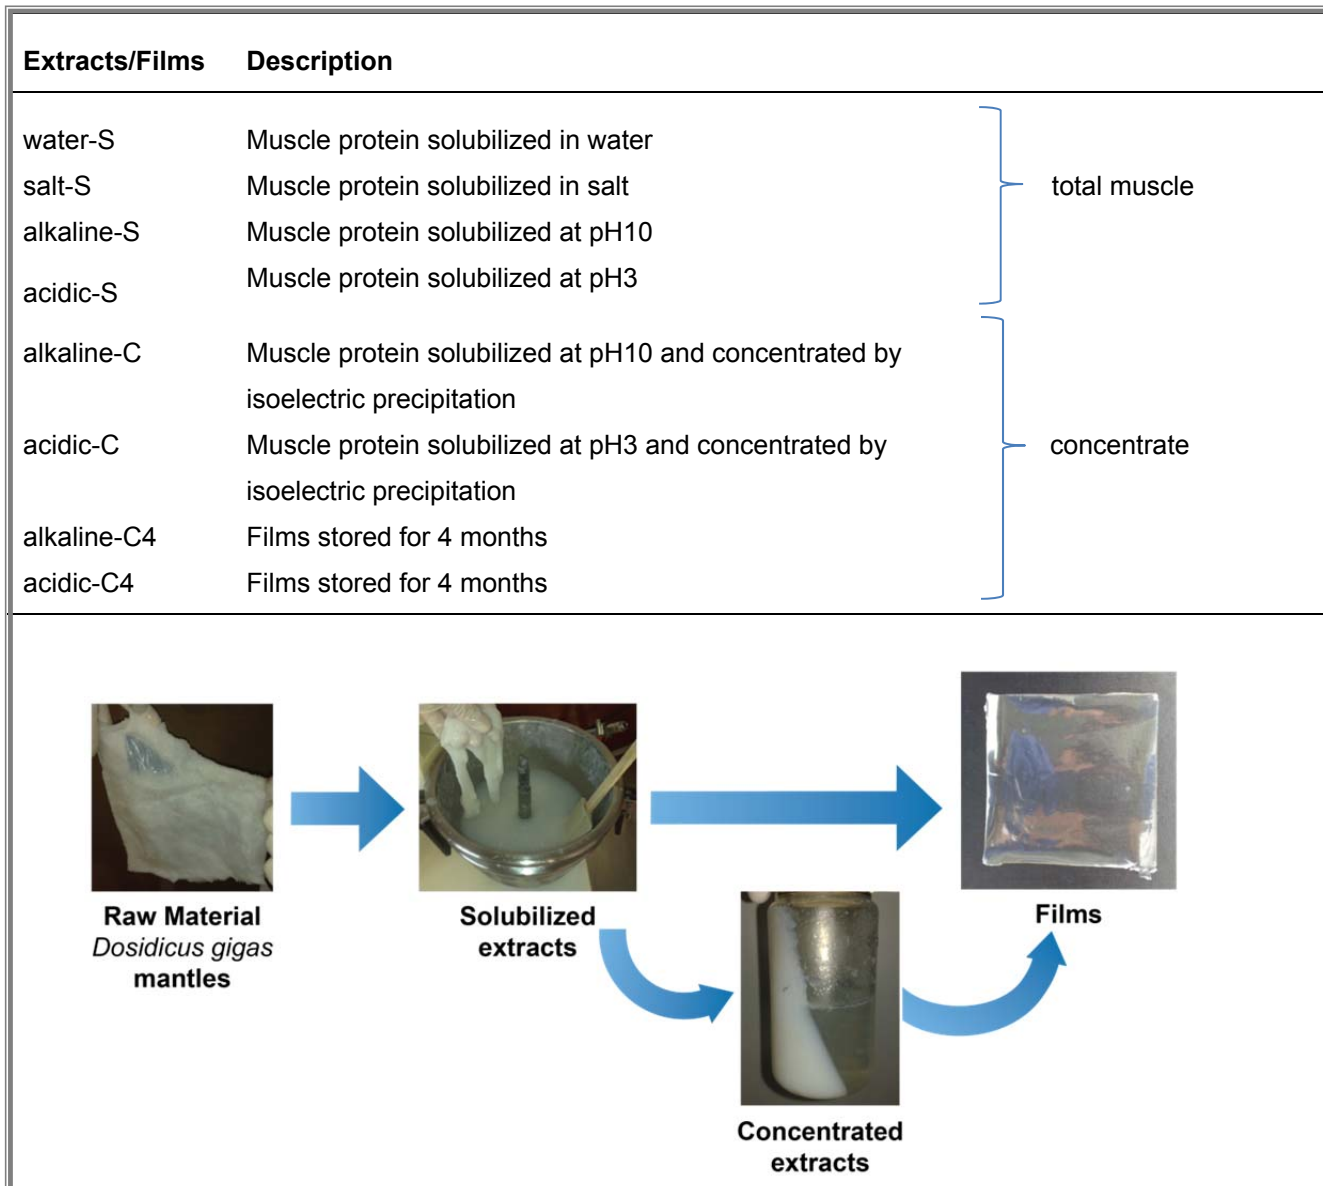 Extracts/Films Description
water-S Muscle protein solubilized in water
salt-S Muscle protein solubilized in salt
total muscle
alkaline-S Muscle protein solubilized at pH10
acidic-S Muscle protein solubilized at pH3
alkaline-C Muscle protein solubilized at pH10 and concentrated by
isoelectric precipitation
acidic-C Muscle protein solubilized at pH3 and concentrated by
concentrate
isoelectric precipitation
alkaline-C4 Films stored for 4 months
acidic-C4 Films stored for 4 months
Raw Material
Dosidicus gigas
mantles
Solubilized
extracts
Films
Concentrated
extracts